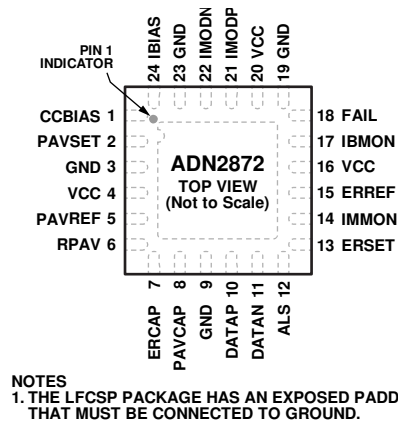 24 IBIAS
23 GND
22 IMODN
21 IMODP
20 VCC
19 GND
PIN 1
INDICATOR
CCBIAS 1
PAVSET 2
GND 3
VCC 4
PAVREF 5
RPAV 6
ADN2872
TOP VIEW
(Not to Scale)
18 FAIL
17 IBMON
16 VCC
15 ERREF
14 IMMON
13 ERSET
ERCAP 7
PAVCAP 8
GND 9
DATAP 10
DATAN 11
ALS 12
NOTES
1. THE LFCSP PACKAGE HAS AN EXPOSED PADD
THAT MUST BE CONNECTED TO GROUND.